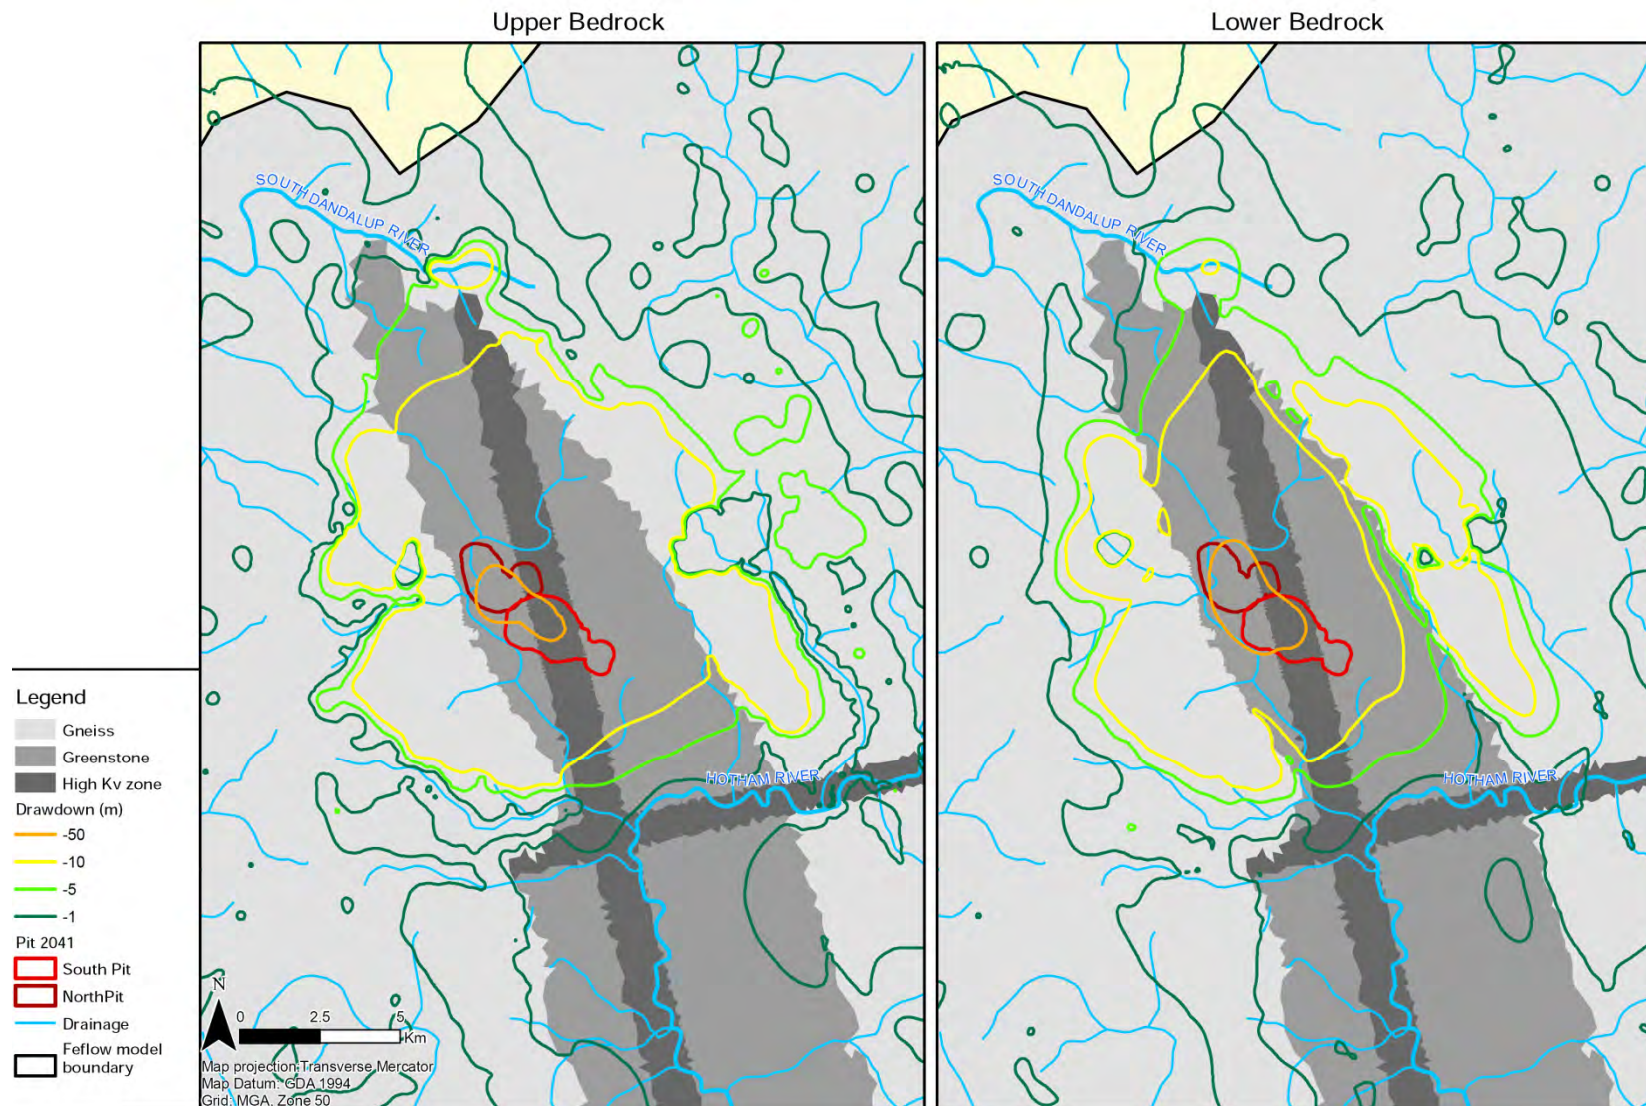 Upper Bedrock
Lower Bedrock
SOUTH DANDALUP RIVER
SOUTH DANDALUP RIVER
HOTHAM RIVER
HOTHAM RIVER
Legend
Gneiss
Greenstone
High Kv zone
Drawdown (m)
-50
-10
-5
-1
Pit 2041
South Pit
NorthPit
Drainage
Feflow model
boundary
N
0 2.5 5
Km
Map projection Transverse Mercator
Map Datum: GDA 1994
Grid: MGA, Zone 50